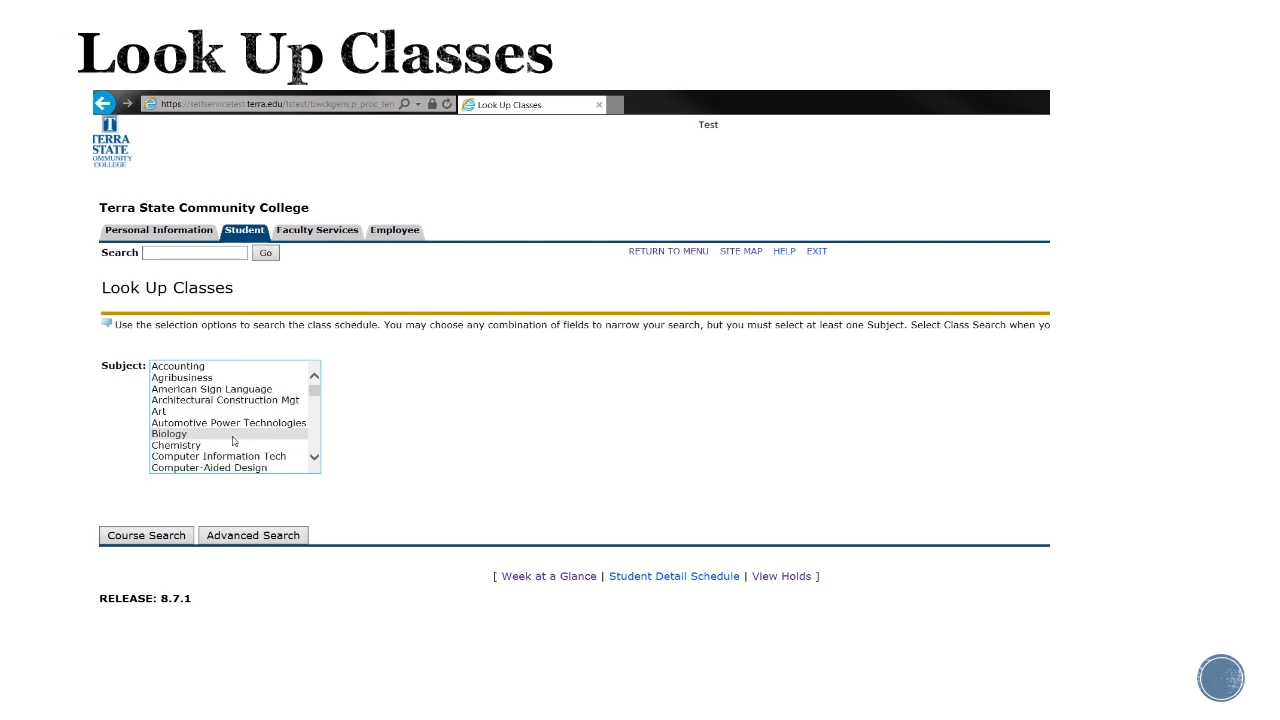 Look Up Classes
https://selfservicetest.terra.edu/tstest/bwckgens.p_proc_ter
Look Up Classes
Test
TERRA
STATE
COMMUNITY
COLLEGE
Terra State Community College
Personal Information Student Faculty Services Employee
Search Go RETURN TO MENU SITE MAP HELP EXIT
Look Up Classes
Use the selection options to search the class schedule. You may choose any combination of fields to narrow your search, but you must select at least one Subject. Select Class Search when yo
Subject: Accounting
Agribusiness
American Sign Language
Architectural Construction Mgt
Art
Automotive Power Technologies
Biology
Chemistry
Computer Information Tech
Computer-Aided Design
Course Search Advanced Search
[ Week at a Glance | Student Detail Schedule | View Holds ]
RELEASE: 8.7.1